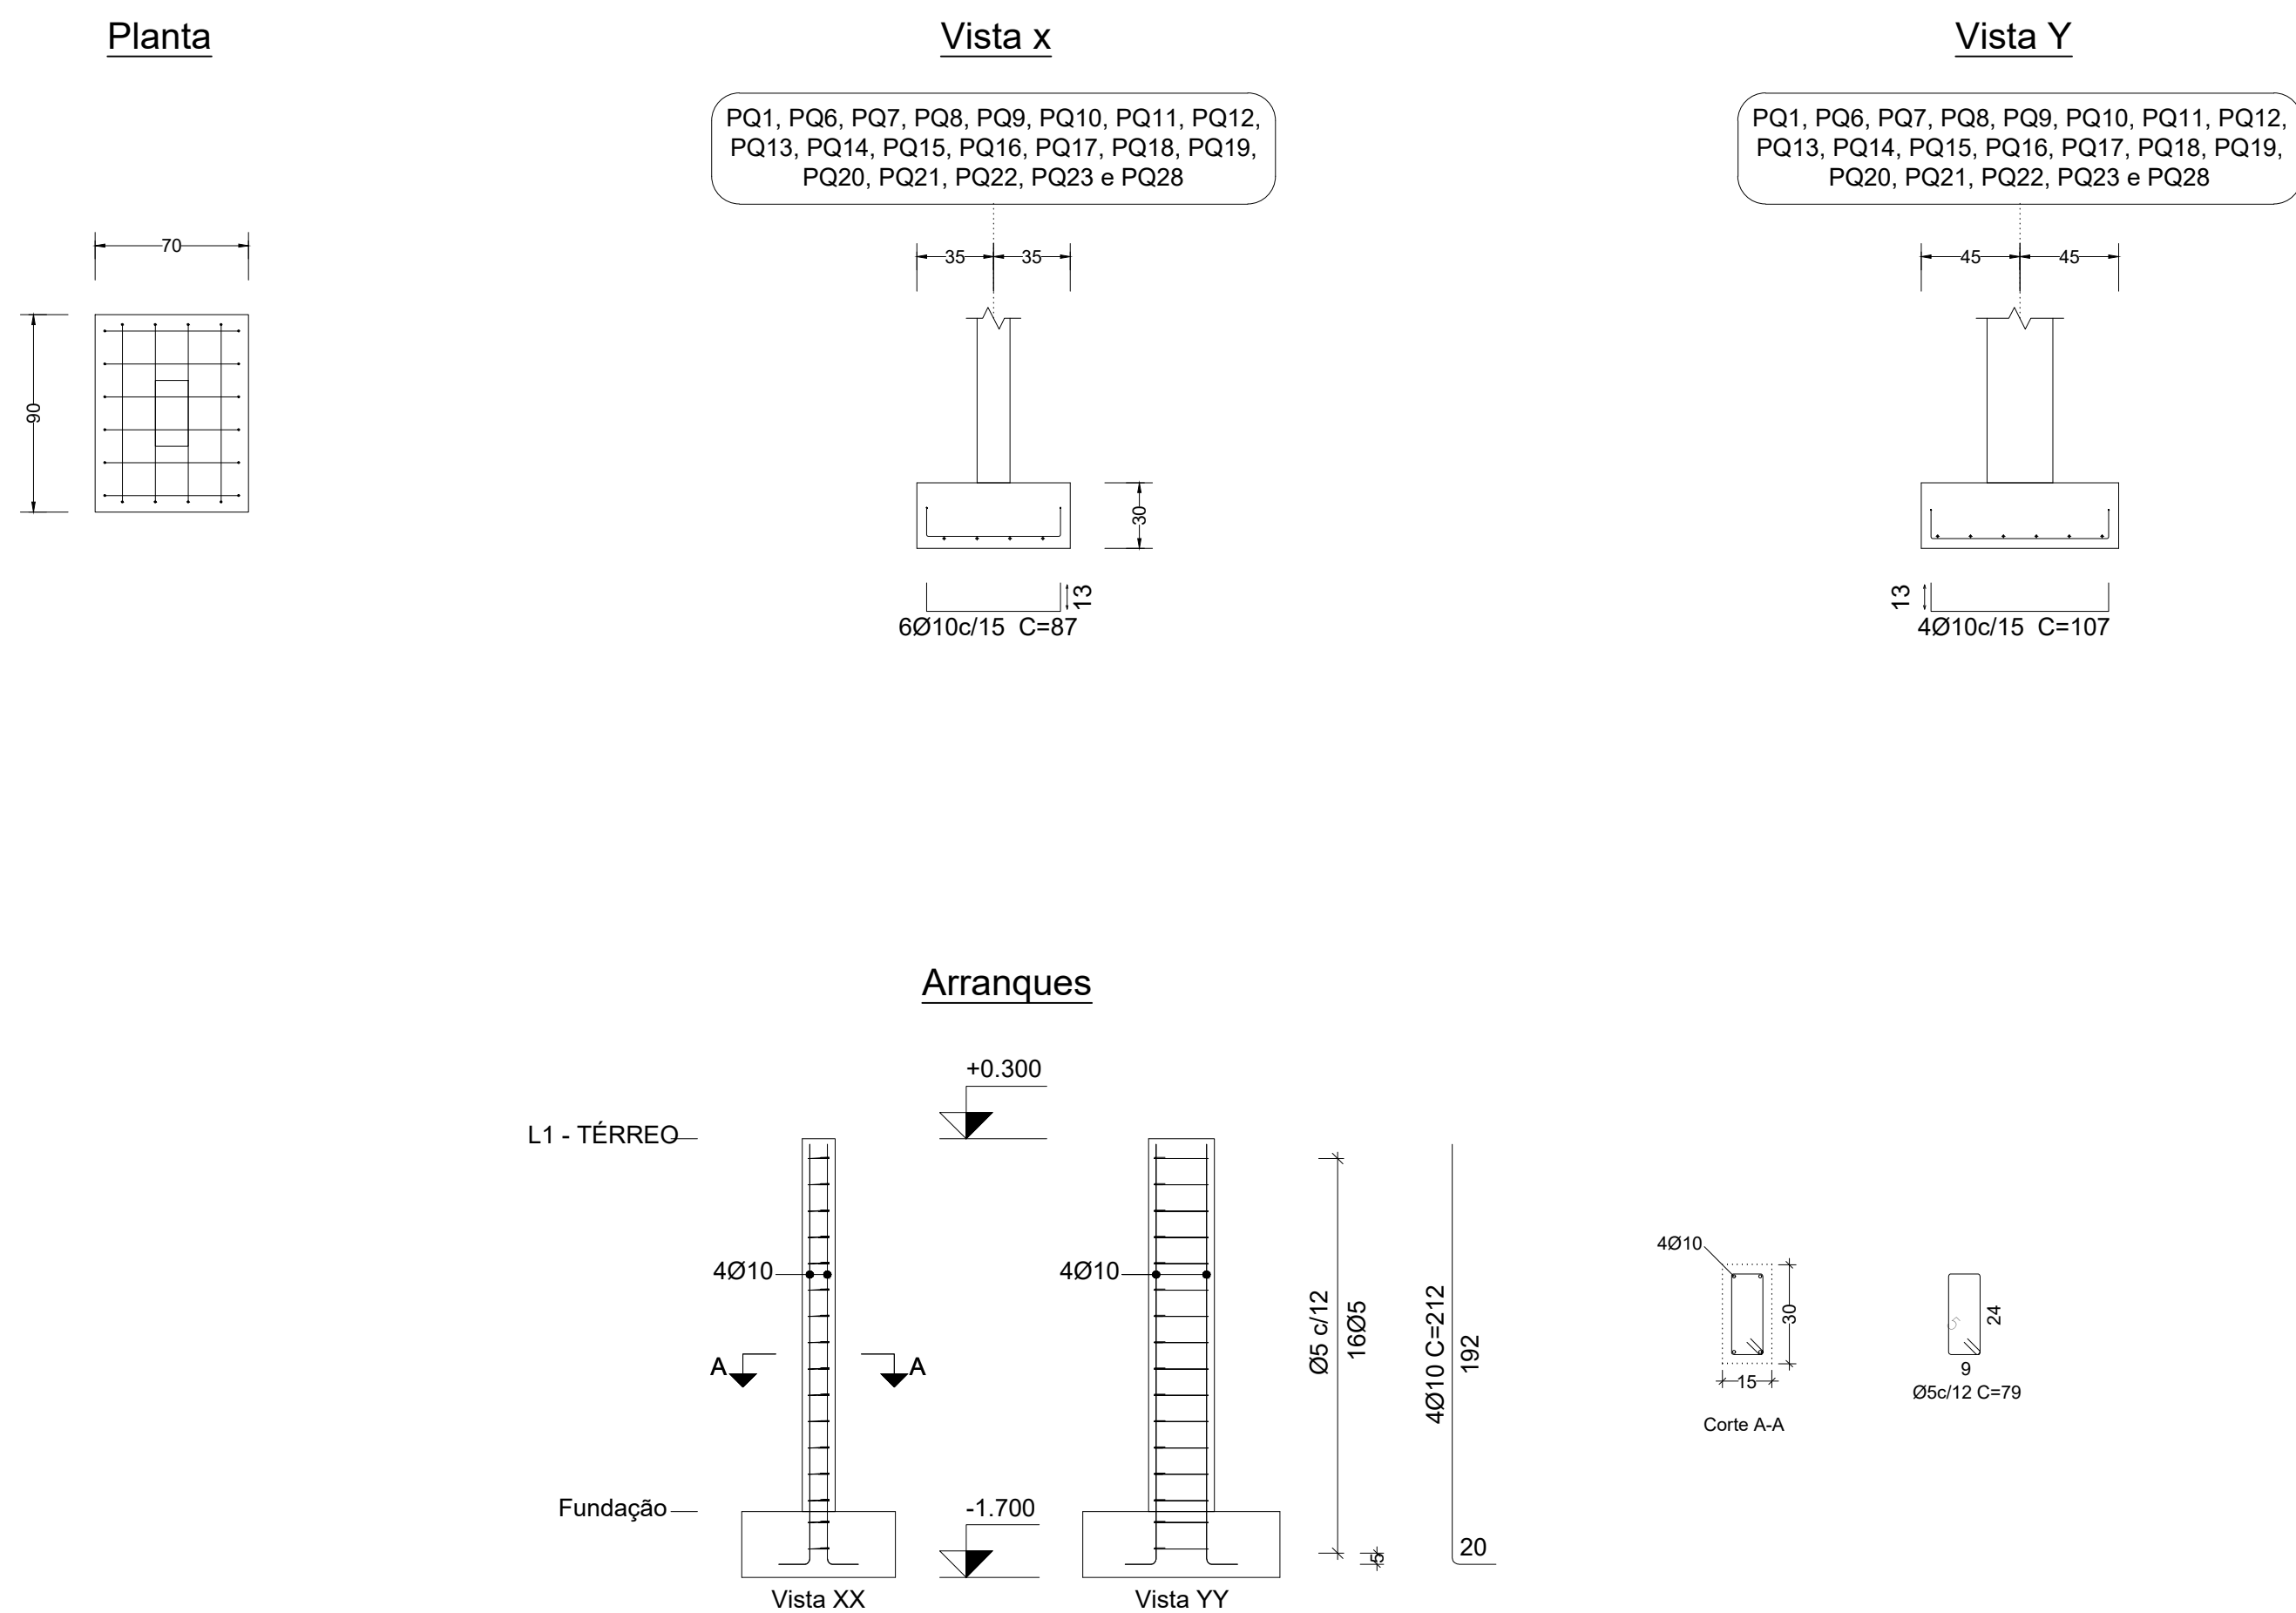 Planta
Vista x
Vista Y
PQ1, PQ6, PQ7, PQ8, PQ9, PQ10, PQ11, PQ12,
PQ13, PQ14, PQ15, PQ16, PQ17, PQ18, PQ19,
PQ20, PQ21, PQ22, PQ23 e PQ28
PQ1, PQ6, PQ7, PQ8, PQ9, PQ10, PQ11, PQ12,
PQ13, PQ14, PQ15, PQ16, PQ17, PQ18, PQ19,
PQ20, PQ21, PQ22, PQ23 e PQ28
70
90
35
35
30
13
6Ø10c/15 C=87
45
45
13
4Ø10c/15 C=107
Arranques
+0.300
L1 - TÉRREO
4Ø10
4Ø10
A
A
Fundação
-1.700
Vista XX
Vista YY
Ø5 c/12
16Ø5
5
4Ø10 C=212
192
20
4Ø10
30
15
Corte A-A
5
24
9
Ø5c/12 C=79